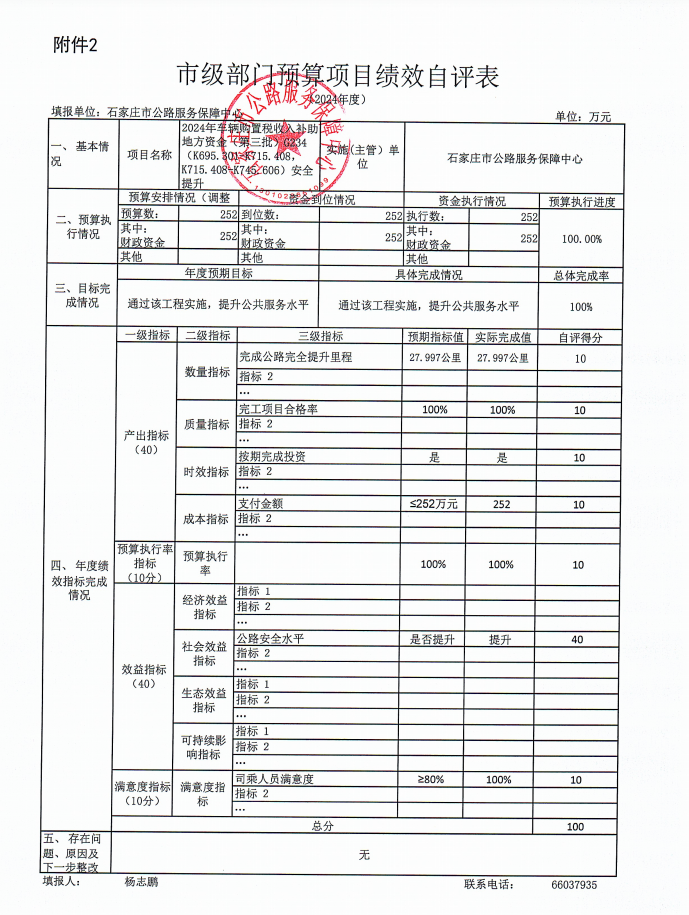 附件2
市级部门预算项目绩效自评表
（2024年度）
填报单位：石家庄市公路服务保障中心 单位：万元
一、基本情况 项目名称 2024年车辆购置税收入补助地方资金（第三批）G234（K695.301-K715.408，K715.408-K745.606）安全提升 实施(主管）单位 石家庄市公路服务保障中心
二、预算执行情况 预算安排情况（调整 资金到位情况 资金执行情况 预算执行进度
预算数： 252 到位数： 252 执行数： 252 100.00%
其中：财政资金 252 其中：财政资金 252 其中：财政资金 252
其他 其他 其他
三、目标完成情况 年度预期目标 具体完成情况 总体完成率
通过该工程实施，提升公共服务水平 通过该工程实施，提升公共服务水平 100%
四、年度绩效指标完成情况 一级指标 二级指标 三级指标 预期指标值 实际完成值 自评得分
产出指标（40） 数量指标 完成公路完全提升里程 27.997公里 27.997公里 10
指标 2
…
质量指标 完工项目合格率 100% 100% 10
指标 2
…
时效指标 按期完成投资 是 是 10
指标 2
…
成本指标 支付金额 ≤252万元 252 10
指标 2
…
预算执行率指标（10分） 预算执行率 100% 100% 10
效益指标（40） 经济效益指标 指标 1
指标 2
…
社会效益指标 公路安全水平 是否提升 提升 40
指标 2
…
生态效益指标 指标 1
指标 2
…
可持续影响指标 指标 1
指标 2
…
满意度指标（10分） 满意度指标 司乘人员满意度 ≥80% 100% 10
指标 2
…
总分 100
五、存在问题、原因及下一步整改 无
填报人： 杨志鹏 联系电话： 66037935